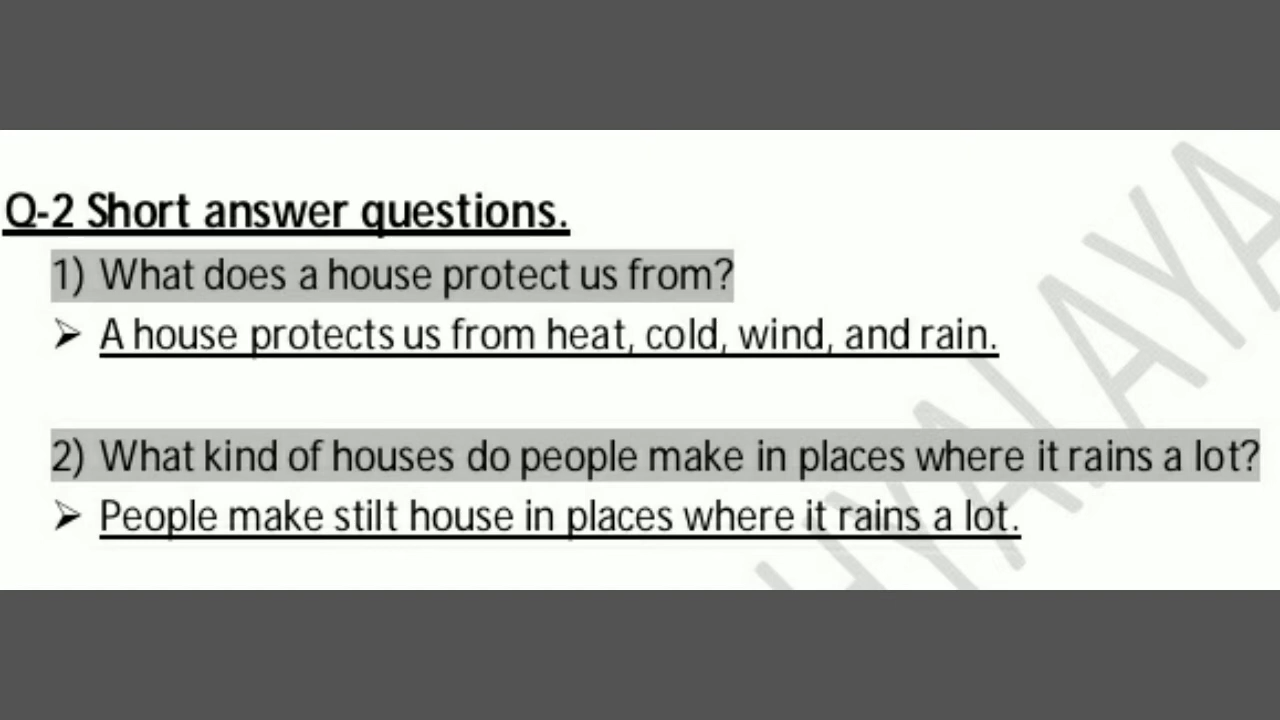 Q-2 Short answer questions.
1) What does a house protect us from?
➢ A house protects us from heat, cold, wind, and rain.
2) What kind of houses do people make in places where it rains a lot?
➢ People make stilt house in places where it rains a lot.
HYALAYA